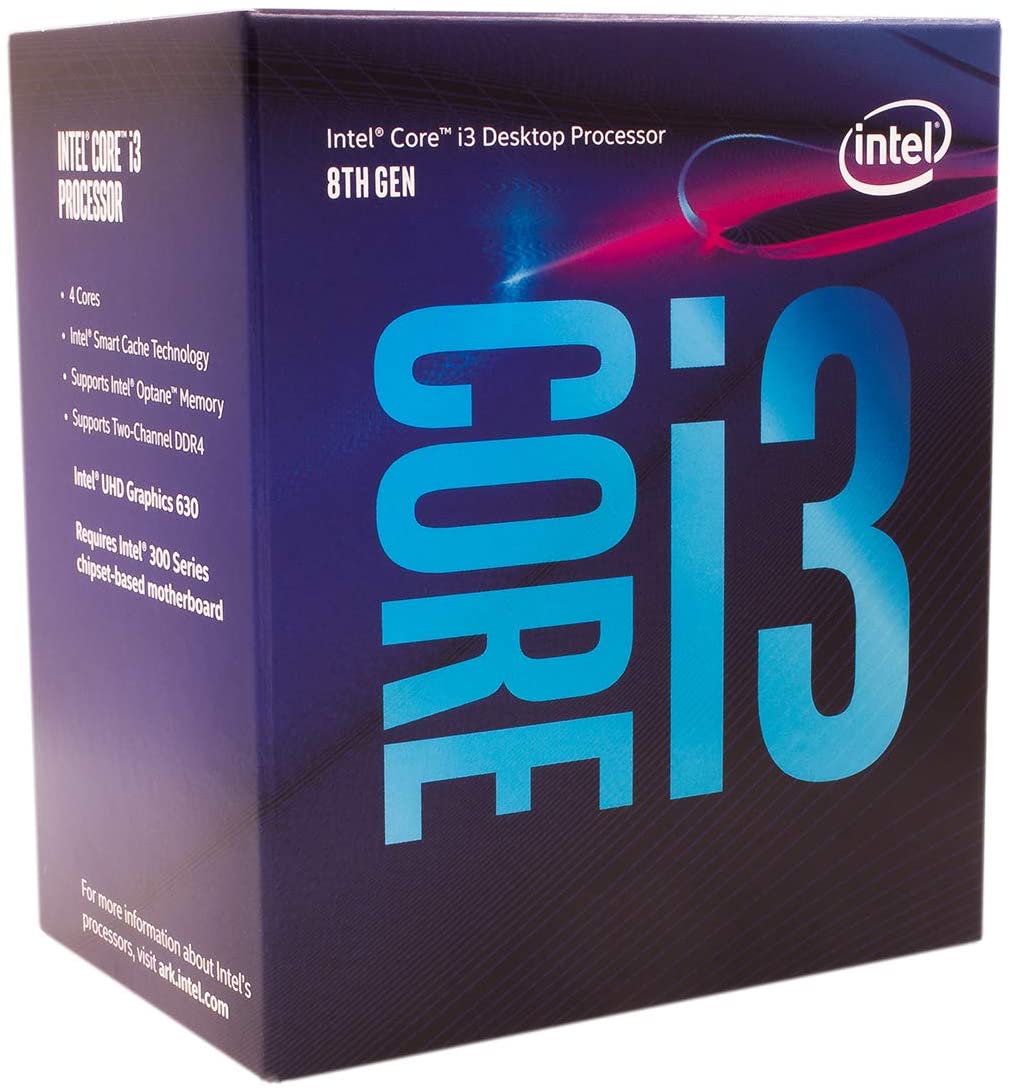 INTEL® CORE™ i3
PROCESSOR
• 4 Cores
• Intel® Smart Cache Technology
• Supports Intel® Optane™ Memory
• Supports Two-Channel DDR4
Intel® UHD Graphics 630
Requires Intel® 300 Series
chipset-based motherboard
For more information about Intel's
processors, visit ark.intel.com
Intel® Core™ i3 Desktop Processor
8TH GEN
intel®
CORE
i3